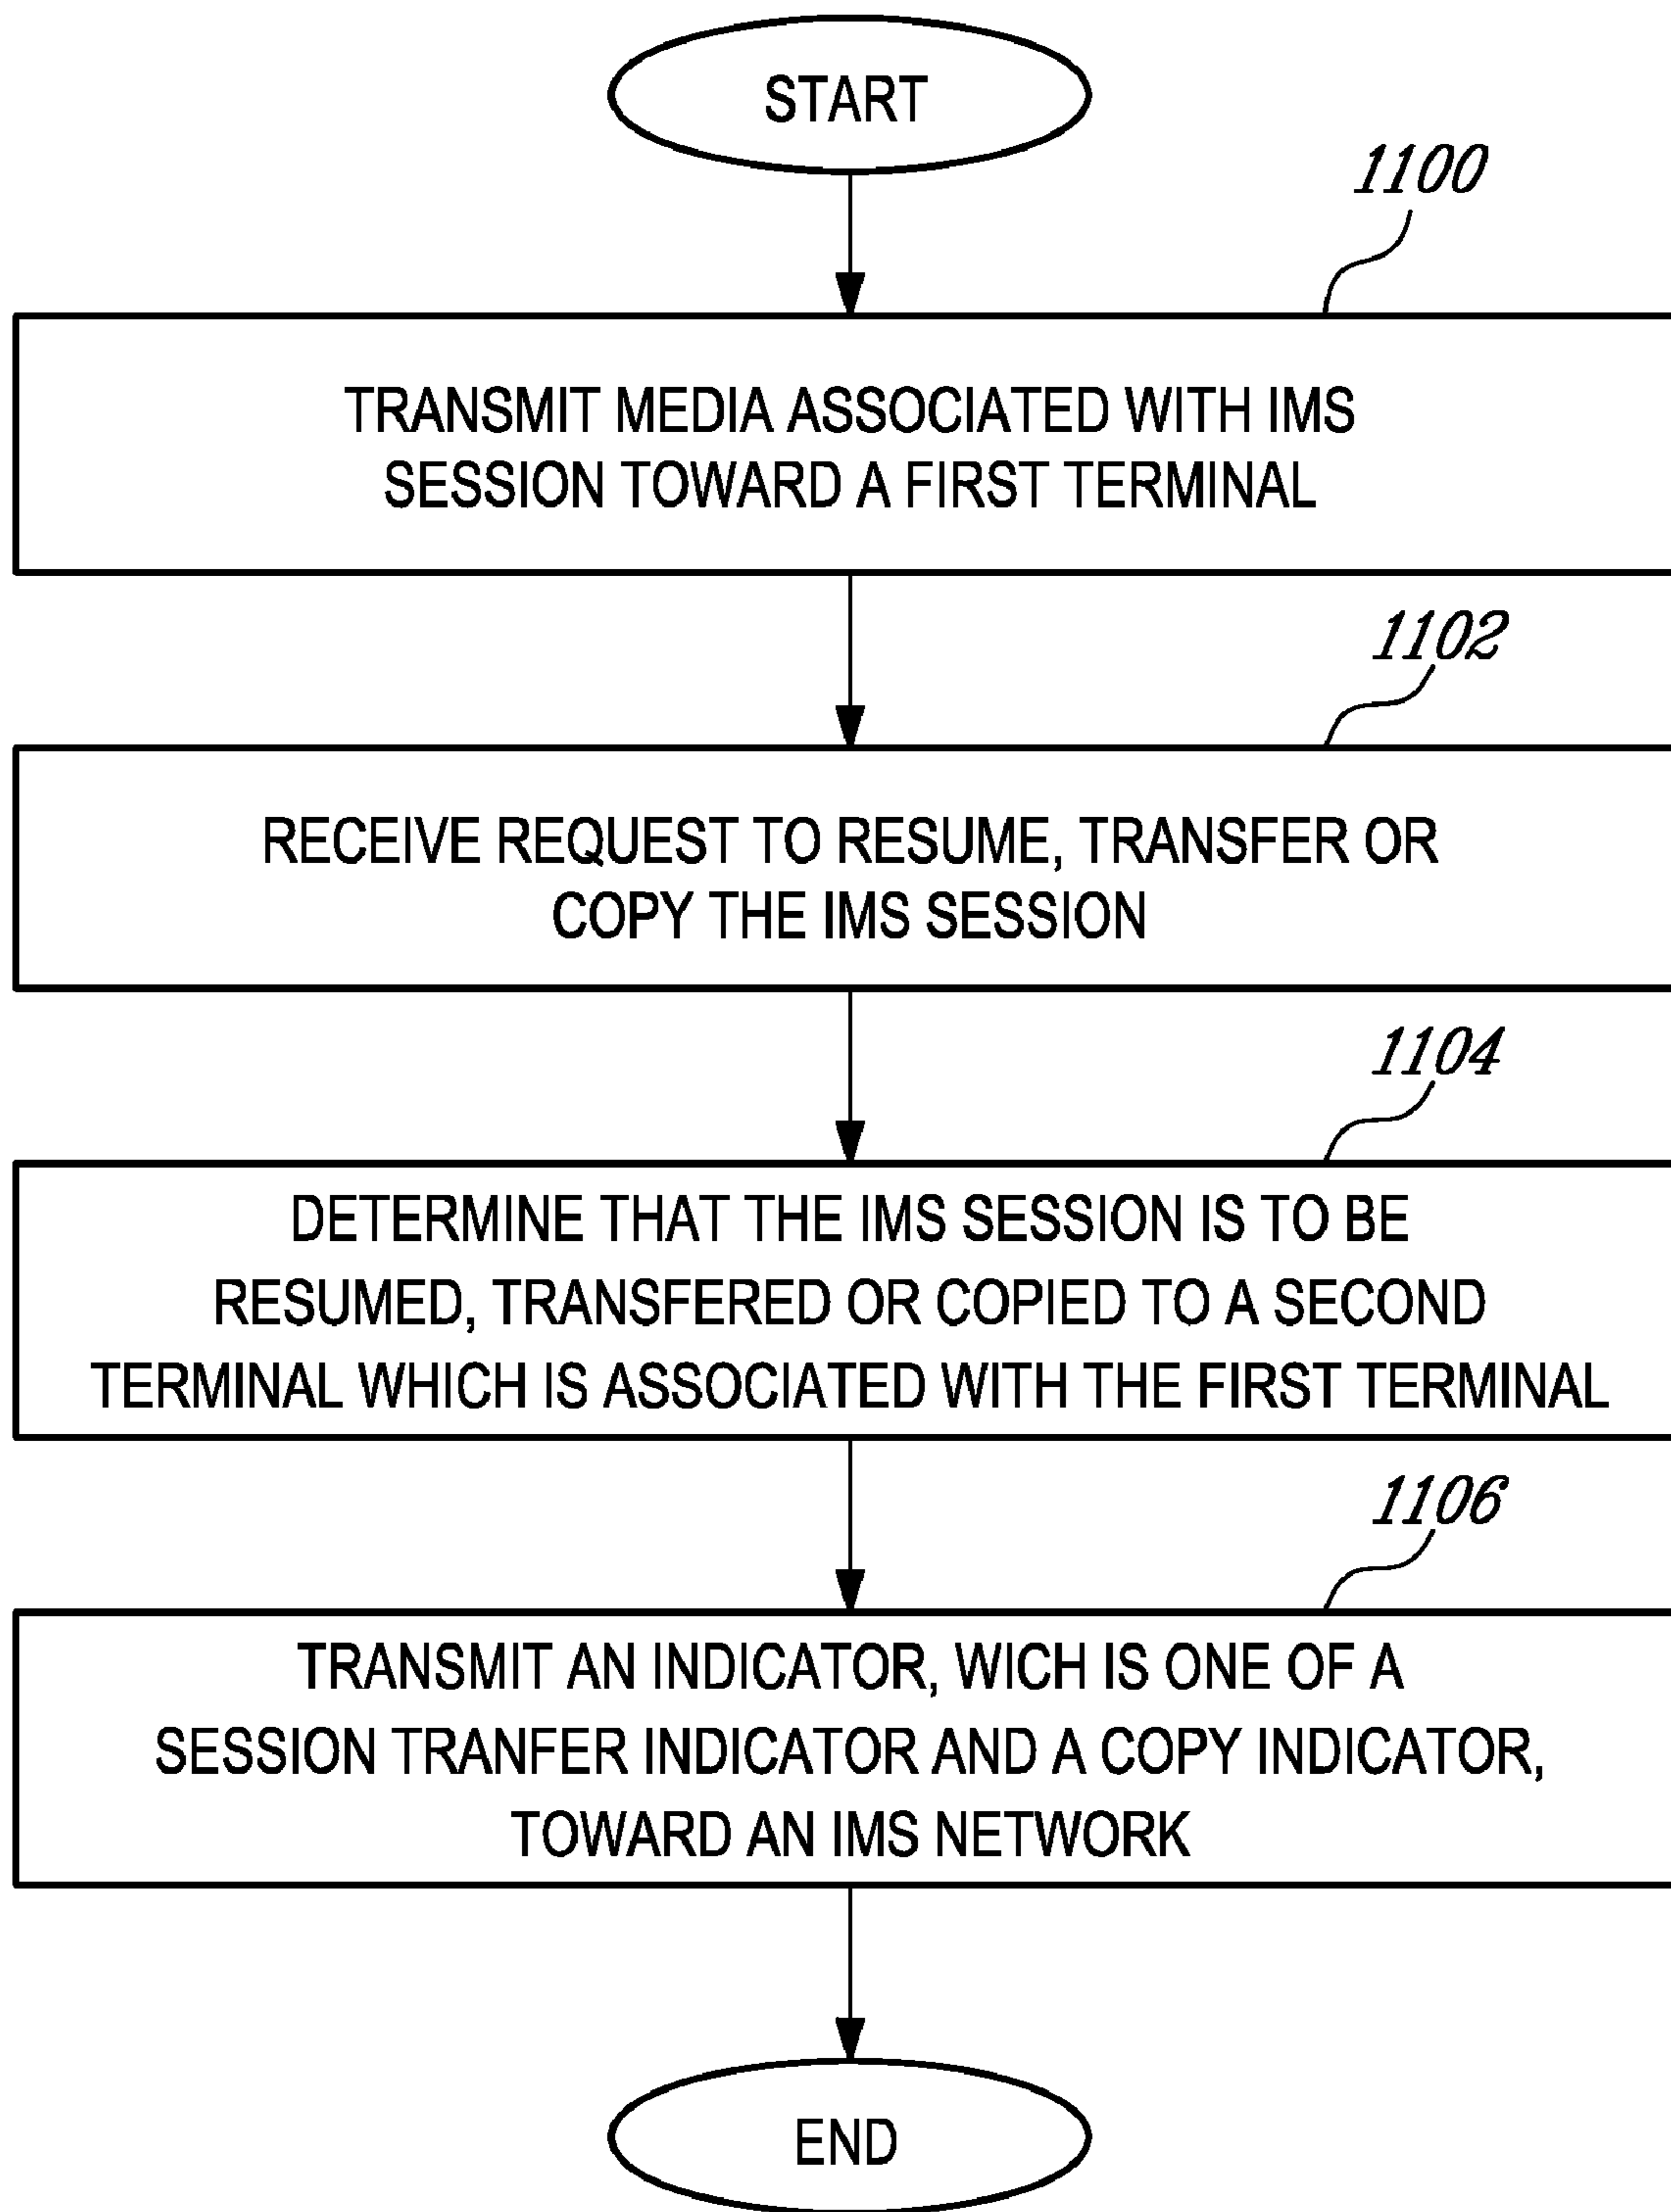 START
1100
TRANSMIT MEDIA ASSOCIATED WITH IMS
SESSION TOWARD A FIRST TERMINAL
1102
RECEIVE REQUEST TO RESUME, TRANSFER OR
COPY THE IMS SESSION
1104
DETERMINE THAT THE IMS SESSION IS TO BE
RESUMED, TRANSFERED OR COPIED TO A SECOND
TERMINAL WHICH IS ASSOCIATED WITH THE FIRST TERMINAL
1106
TRANSMIT AN INDICATOR, WICH IS ONE OF A
SESSION TRANFER INDICATOR AND A COPY INDICATOR,
TOWARD AN IMS NETWORK
END